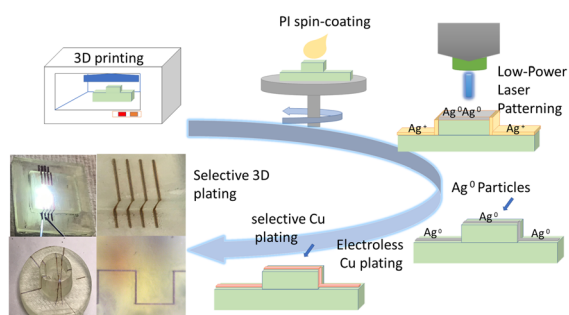 3D printing
PI spin-coating
Low-Power
Laser
Patterning
Ag⁰Ag⁰
Ag⁺
Ag⁺
Selective 3D
plating
Ag⁰ Particles
Ag⁰
Ag⁰
Ag⁰
selective Cu
plating
Electroless
Cu plating